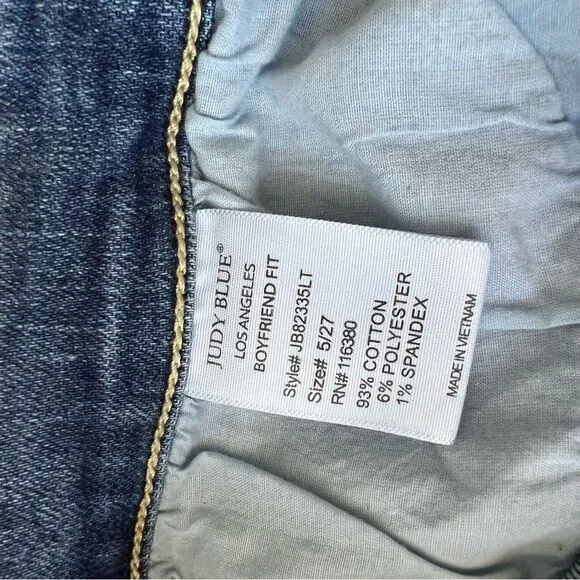 JUDY BLUE®
LOS ANGELES
BOYFRIEND FIT
Style# JB82335LT
Size# 5/27
RN# 116380
93% COTTON
6% POLYESTER
1% SPANDEX
MADE IN VIETNAM